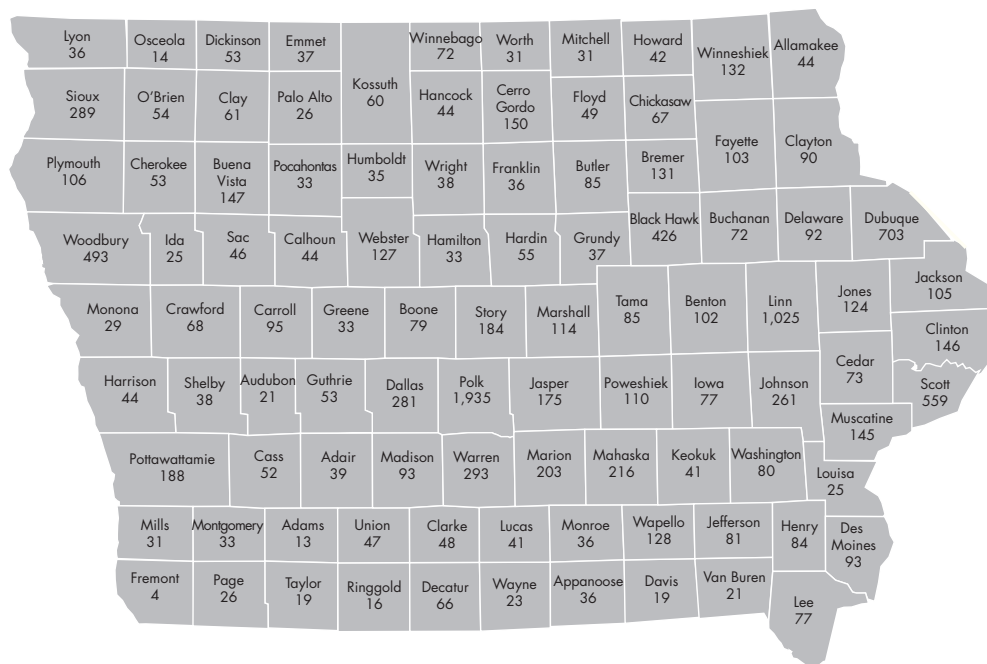 Lyon
36
Osceola
14
Dickinson
53
Emmet
37
Winnebago
72
Worth
31
Mitchell
31
Howard
42
Winneshiek
132
Allamakee
44
Sioux
289
O'Brien
54
Clay
61
Palo Alto
26
Kossuth
60
Hancock
44
Cerro
Gordo
150
Floyd
49
Chickasaw
67
Fayette
103
Clayton
90
Plymouth
106
Cherokee
53
Buena
Vista
147
Pocahontas
33
Humboldt
35
Wright
38
Franklin
36
Butler
85
Bremer
131
Woodbury
493
Ida
25
Sac
46
Calhoun
44
Webster
127
Hamilton
33
Hardin
55
Grundy
37
Black Hawk
426
Buchanan
72
Delaware
92
Dubuque
703
Monona
29
Crawford
68
Carroll
95
Greene
33
Boone
79
Story
184
Marshall
114
Tama
85
Benton
102
Linn
1,025
Jones
124
Jackson
105
Clinton
146
Harrison
44
Shelby
38
Audubon
21
Guthrie
53
Dallas
281
Polk
1,935
Jasper
175
Poweshiek
110
Iowa
77
Johnson
261
Cedar
73
Scott
559
Muscatine
145
Pottawattamie
188
Cass
52
Adair
39
Madison
93
Warren
293
Marion
203
Mahaska
216
Keokuk
41
Washington
80
Louisa
25
Mills
31
Montgomery
33
Adams
13
Union
47
Clarke
48
Lucas
41
Monroe
36
Wapello
128
Jefferson
81
Henry
84
Des
Moines
93
Fremont
4
Page
26
Taylor
19
Ringgold
16
Decatur
66
Wayne
23
Appanoose
36
Davis
19
Van Buren
21
Lee
77